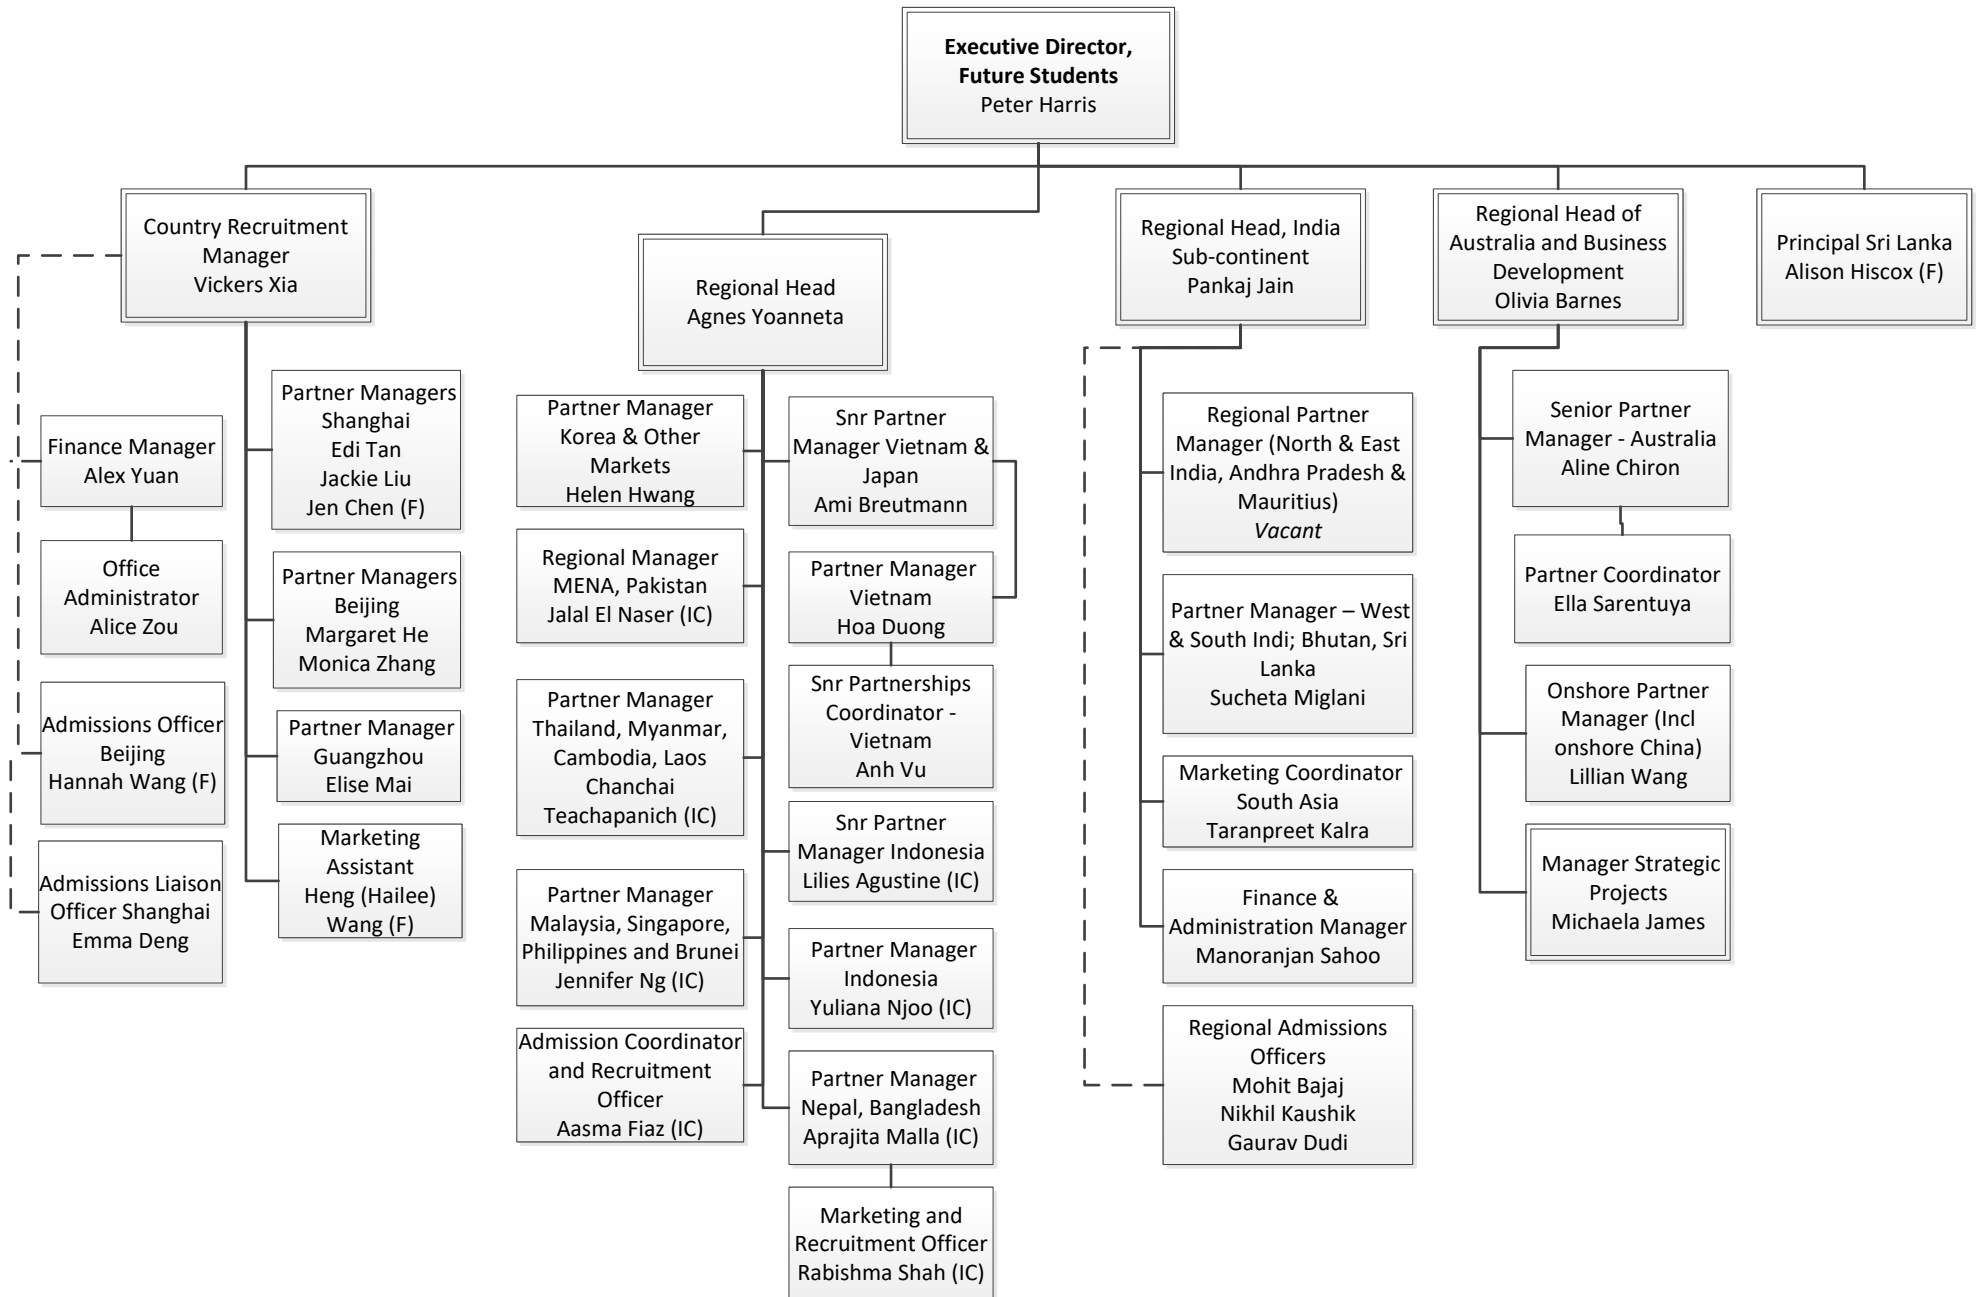 Executive Director,
Future Students
Peter Harris
Country Recruitment
Manager
Vickers Xia
Regional Head
Agnes Yoanneta
Regional Head, India
Sub-continent
Pankaj Jain
Regional Head of
Australia and Business
Development
Olivia Barnes
Principal Sri Lanka
Alison Hiscox (F)
Finance Manager
Alex Yuan
Office
Administrator
Alice Zou
Admissions Officer
Beijing
Hannah Wang (F)
Admissions Liaison
Officer Shanghai
Emma Deng
Partner Managers
Shanghai
Edi Tan
Jackie Liu
Jen Chen (F)
Partner Managers
Beijing
Margaret He
Monica Zhang
Partner Manager
Guangzhou
Elise Mai
Marketing
Assistant
Heng (Hailee)
Wang (F)
Partner Manager
Korea & Other
Markets
Helen Hwang
Regional Manager
MENA, Pakistan
Jalal El Naser (IC)
Partner Manager
Thailand, Myanmar,
Cambodia, Laos
Chanchai
Teachapanich (IC)
Partner Manager
Malaysia, Singapore,
Philippines and Brunei
Jennifer Ng (IC)
Admission Coordinator
and Recruitment
Officer
Aasma Fiaz (IC)
Snr Partner
Manager Vietnam &
Japan
Ami Breutmann
Partner Manager
Vietnam
Hoa Duong
Snr Partnerships
Coordinator -
Vietnam
Anh Vu
Snr Partner
Manager Indonesia
Lilies Agustine (IC)
Partner Manager
Indonesia
Yuliana Njoo (IC)
Partner Manager
Nepal, Bangladesh
Aprajita Malla (IC)
Marketing and
Recruitment Officer
Rabishma Shah (IC)
Regional Partner
Manager (North & East
India, Andhra Pradesh &
Mauritius)
Vacant
Partner Manager – West
& South Indi; Bhutan, Sri
Lanka
Sucheta Miglani
Marketing Coordinator
South Asia
Taranpreet Kalra
Finance &
Administration Manager
Manoranjan Sahoo
Regional Admissions
Officers
Mohit Bajaj
Nikhil Kaushik
Gaurav Dudi
Senior Partner
Manager - Australia
Aline Chiron
Partner Coordinator
Ella Sarentuya
Onshore Partner
Manager (Incl
onshore China)
Lillian Wang
Manager Strategic
Projects
Michaela James